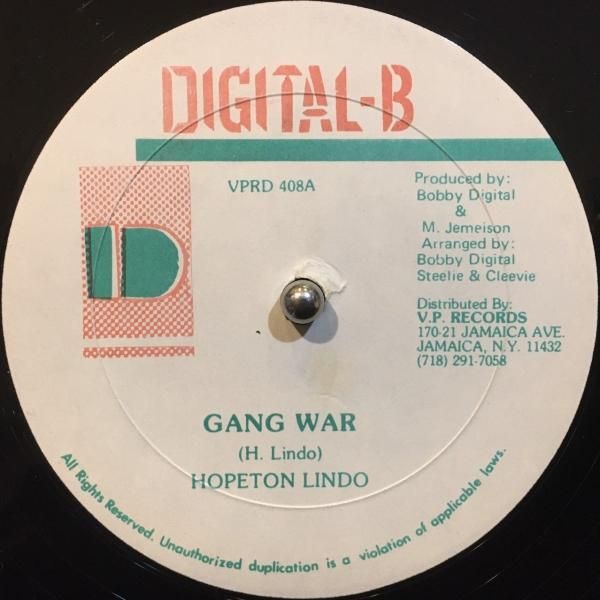 DIGITAL-B
VPRD 408A
Produced by:
Bobby Digital
&
M. Jemeison
Arranged by:
Bobby Digital
Steelie & Cleevie
Distributed By:
V.P. RECORDS
170-21 JAMAICA AVE.
JAMAICA, N.Y. 11432
(718) 291-7058
D
GANG WAR
(H. Lindo)
HOPETON LINDO
All Rights Reserved. Unauthorized duplication is a violation of applicable laws.